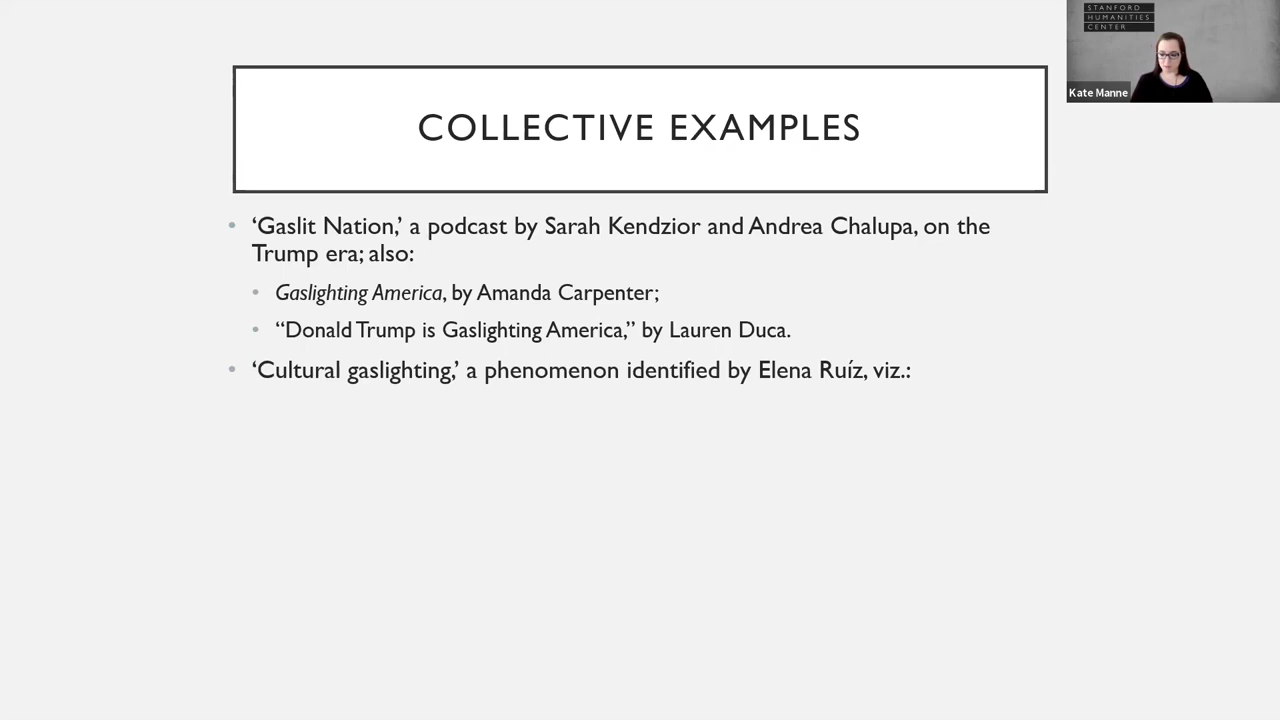 STANFORD
HUMANITIES
CENTER
Kate Manne
COLLECTIVE EXAMPLES
• ‘Gaslit Nation,’ a podcast by Sarah Kendzior and Andrea Chalupa, on the
Trump era; also:
• Gaslighting America, by Amanda Carpenter;
• “Donald Trump is Gaslighting America,” by Lauren Duca.
• ‘Cultural gaslighting,’ a phenomenon identified by Elena Ruíz, viz.: